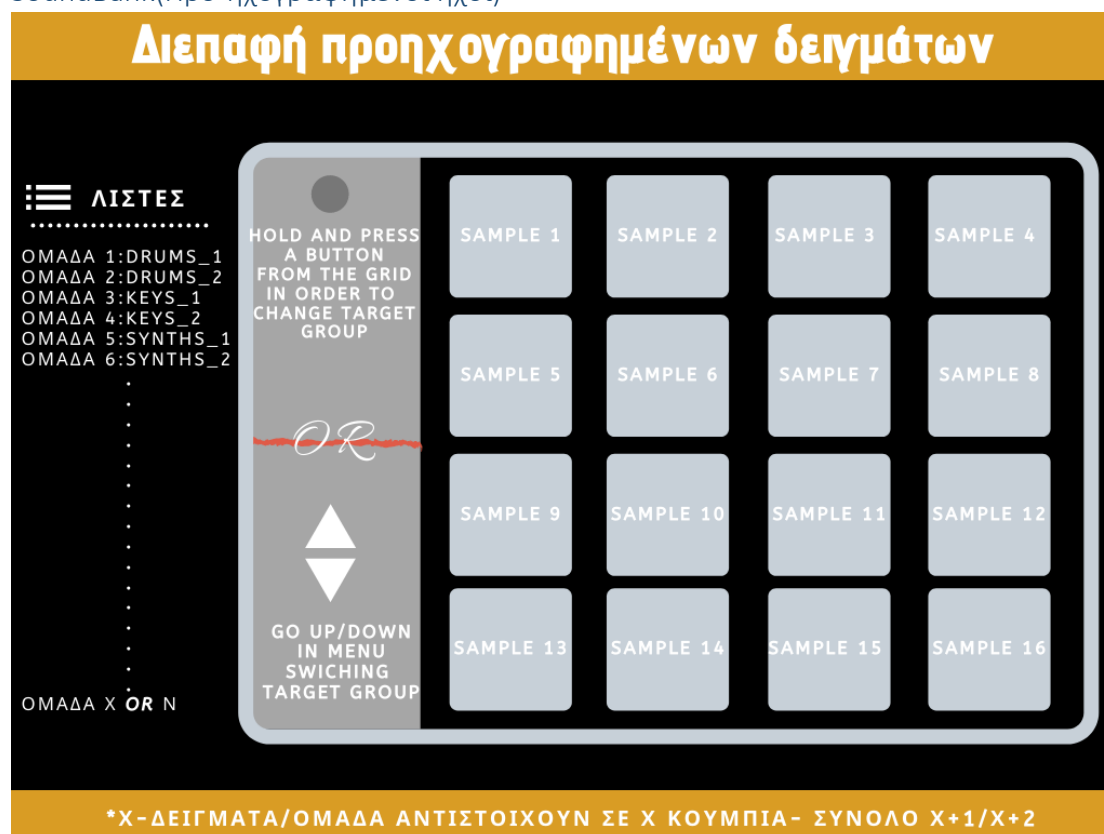 Διεπαφή προηχογραφημένων δειγμάτων
ΛΙΣΤΕΣ
ΟΜΑΔΑ 1:DRUMS_1
ΟΜΑΔΑ 2:DRUMS_2
ΟΜΑΔΑ 3:KEYS_1
ΟΜΑΔΑ 4:KEYS_2
ΟΜΑΔΑ 5:SYNTHS_1
ΟΜΑΔΑ 6:SYNTHS_2
ΟΜΑΔΑ X OR N
HOLD AND PRESS
A BUTTON
FROM THE GRID
IN ORDER TO
CHANGE TARGET
GROUP
OR
GO UP/DOWN
IN MENU
SWICHING
TARGET GROUP
SAMPLE 1
SAMPLE 2
SAMPLE 3
SAMPLE 4
SAMPLE 5
SAMPLE 6
SAMPLE 7
SAMPLE 8
SAMPLE 9
SAMPLE 10
SAMPLE 11
SAMPLE 12
SAMPLE 13
SAMPLE 14
SAMPLE 15
SAMPLE 16
*X-ΔΕΙΓΜΑΤΑ/ΟΜΑΔΑ ΑΝΤΙΣΤΟΙΧΟΥΝ ΣΕ X ΚΟΥΜΠΙΑ- ΣΥΝΟΛΟ X+1/X+2